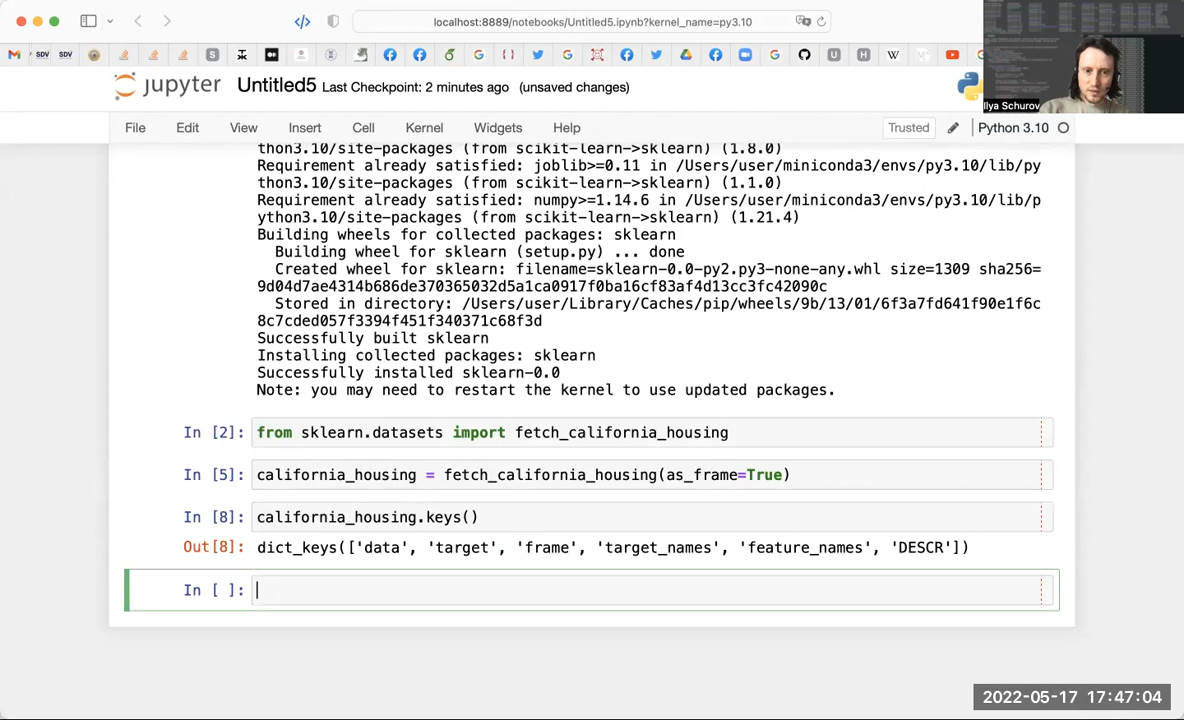 localhost:8889/notebooks/Untitled5.ipynb?kernel_name=py3.10
SDV SDV
jupyter Untitled5 Last Checkpoint: 2 minutes ago (unsaved changes)
Ilya Schurov
File Edit View Insert Cell Kernel Widgets Help Trusted Python 3.10
thon3.10/site-packages (from scikit-learn->sklearn) (1.8.0)
Requirement already satisfied: joblib>=0.11 in /Users/user/miniconda3/envs/py3.10/lib/py
thon3.10/site-packages (from scikit-learn->sklearn) (1.1.0)
Requirement already satisfied: numpy>=1.14.6 in /Users/user/miniconda3/envs/py3.10/lib/p
ython3.10/site-packages (from scikit-learn->sklearn) (1.21.4)
Building wheels for collected packages: sklearn
Building wheel for sklearn (setup.py) ... done
Created wheel for sklearn: filename=sklearn-0.0-py2.py3-none-any.whl size=1309 sha256=
9d04d7ae4314b686de370365032d5a1ca0917f0ba16cf83af4d13cc3fc42090c
Stored in directory: /Users/user/Library/Caches/pip/wheels/9b/13/01/6f3a7fd641f90e1f6c
8c7cded057f3394f451f340371c68f3d
Successfully built sklearn
Installing collected packages: sklearn
Successfully installed sklearn-0.0
Note: you may need to restart the kernel to use updated packages.
In [2]: from sklearn.datasets import fetch_california_housing
In [5]: california_housing = fetch_california_housing(as_frame=True)
In [8]: california_housing.keys()
Out[8]: dict_keys(['data', 'target', 'frame', 'target_names', 'feature_names', 'DESCR'])
In [ ]:
2022-05-17 17:47:04